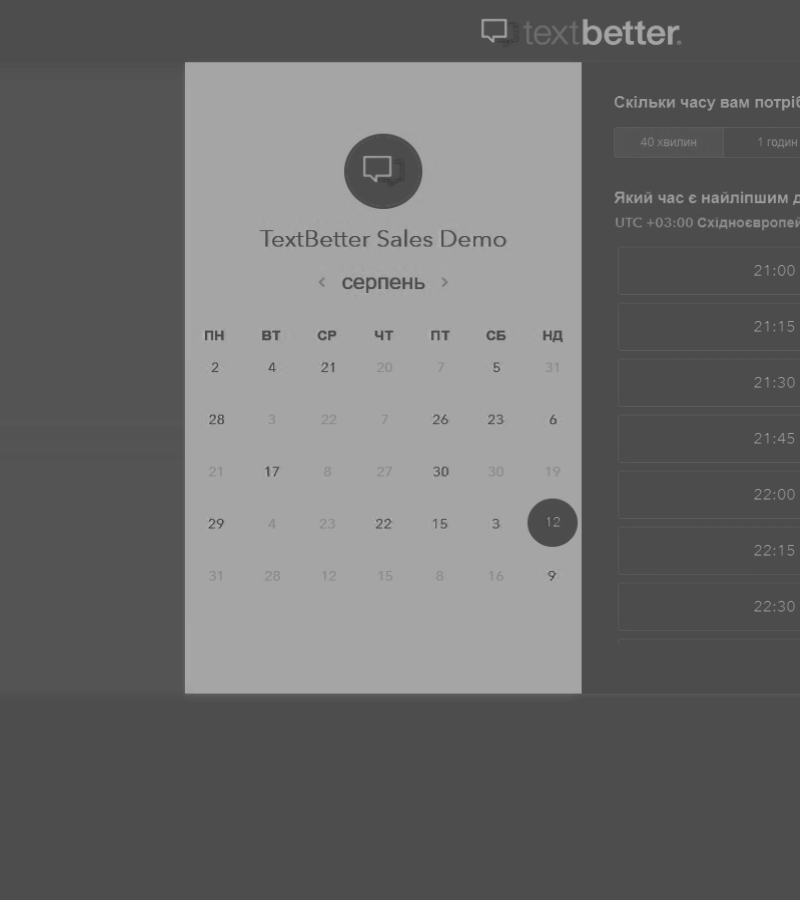 textbetter.
TextBetter Sales Demo
‹ серпень ›
ПН ВТ СР ЧТ ПТ СБ НД
2 4 21 20 7 5 31
28 3 22 7 26 23 6
21 17 8 27 30 30 19
29 4 23 22 15 3 12
31 28 12 15 8 16 9
Скільки часу вам потріб
40 хвилин 1 годин
Який час є найліпшим д
UTC +03:00 Східноєвропей
21:00
21:15
21:30
21:45
22:00
22:15
22:30